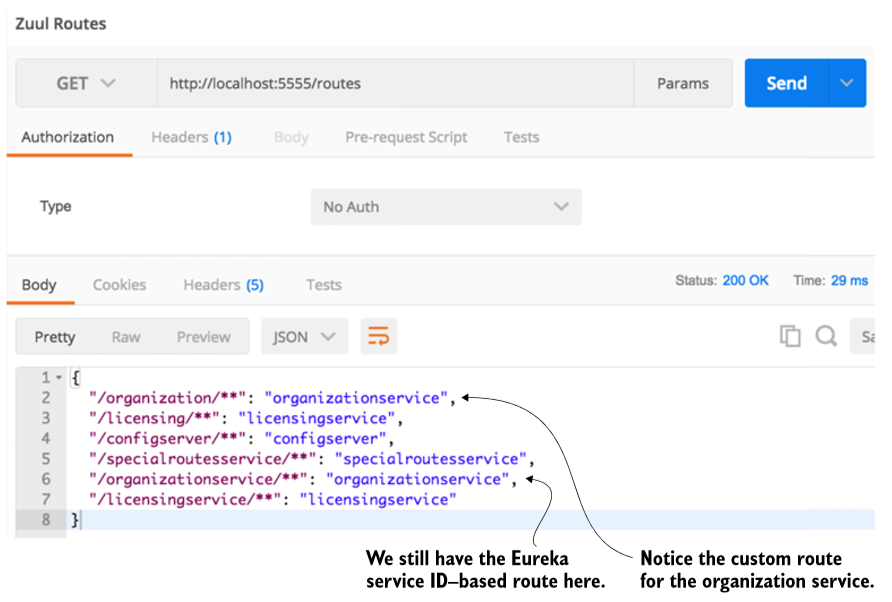 Zuul Routes
GET http://localhost:5555/routes Params Send
Authorization Headers (1) Body Pre-request Script Tests
Type No Auth
Body Cookies Headers (5) Tests Status: 200 OK Time: 29 ms
Pretty Raw Preview JSON Sa
1 {
2 "/organization/**": "organizationservice",
3 "/licensing/**": "licensingservice",
4 "/configserver/**": "configserver",
5 "/specialroutesservice/**": "specialroutesservice",
6 "/organizationservice/**": "organizationservice",
7 "/licensingservice/**": "licensingservice"
8 }
We still have the Eureka
service ID–based route here.
Notice the custom route
for the organization service.